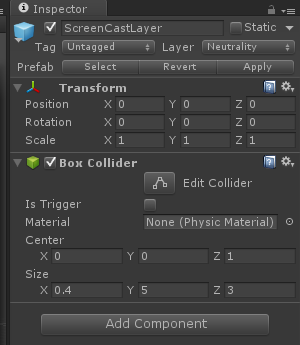 Inspector
ScreenCastLayer Static
Tag Untagged Layer Neutrality
Prefab Select Revert Apply
Transform
Position X 0 Y 0 Z 0
Rotation X 0 Y 0 Z 0
Scale X 1 Y 1 Z 1
Box Collider
Edit Collider
Is Trigger
Material None (Physic Material)
Center
X 0 Y 0 Z 1
Size
X 0.4 Y 5 Z 3
Add Component